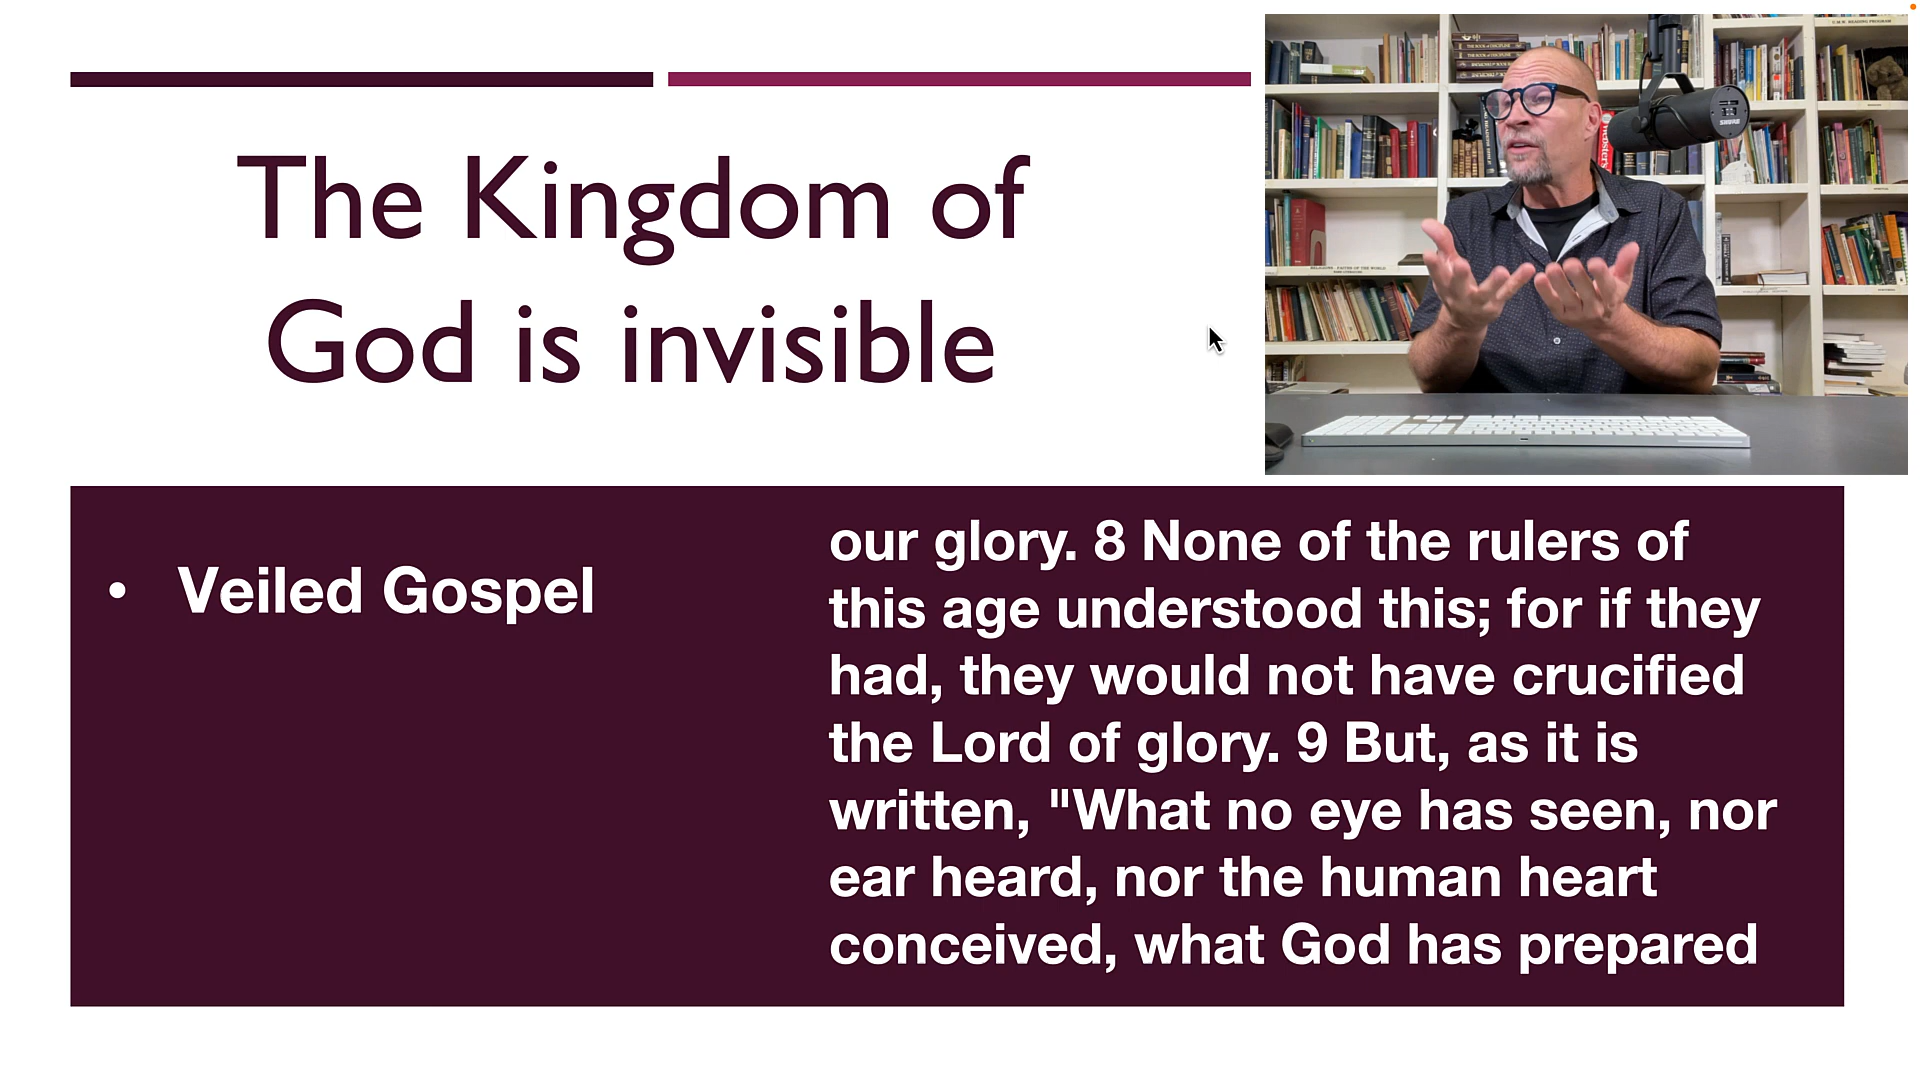 The Kingdom of
God is invisible
SHURE
• Veiled Gospel
our glory. 8 None of the rulers of
this age understood this; for if they
had, they would not have crucified
the Lord of glory. 9 But, as it is
written, "What no eye has seen, nor
ear heard, nor the human heart
conceived, what God has prepared